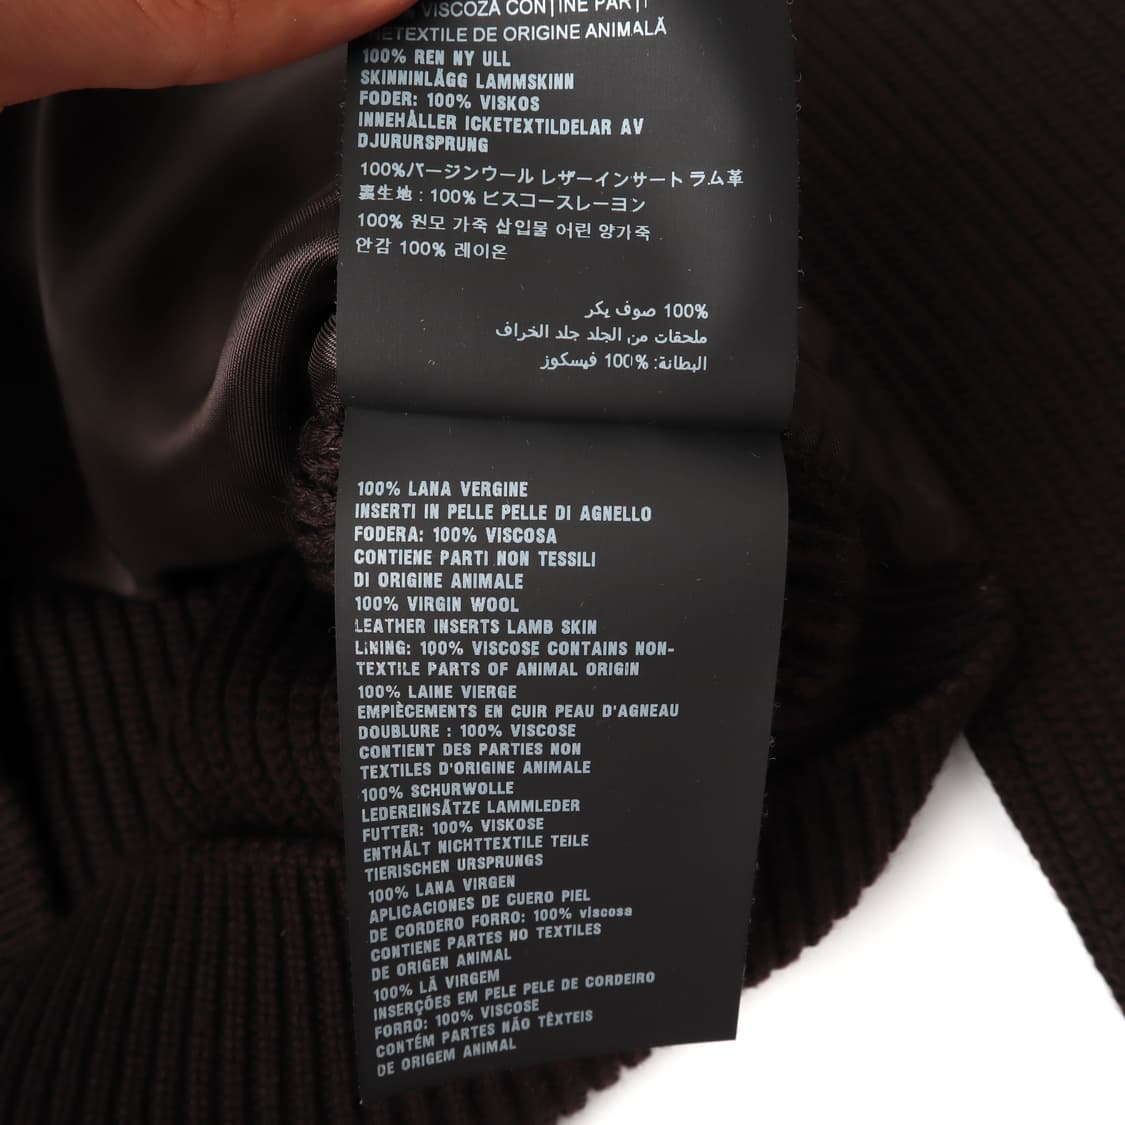 VISCOZĂ CONȚINE PĂRȚI
NETEXTILE DE ORIGINE ANIMALĂ
100% REN NY ULL
SKINNINLÄGG LAMMSKINN
FODER: 100% VISKOS
INNEHÅLLER ICKETEXTILDELAR AV
DJURURSPRUNG
100%バージンウール レザーインサート ラム革
裏生地 : 100% ビスコースレーヨン
100% 원모 가죽 삽입물 어린 양가죽
안감 100% 레이온
100% صوف بكر
ملحقات من الجلد جلد الخراف
البطانة: 100% فيسكوز
100% LANA VERGINE
INSERTI IN PELLE PELLE DI AGNELLO
FODERA: 100% VISCOSA
CONTIENE PARTI NON TESSILI
DI ORIGINE ANIMALE
100% VIRGIN WOOL
LEATHER INSERTS LAMB SKIN
LINING: 100% VISCOSE CONTAINS NON-
TEXTILE PARTS OF ANIMAL ORIGIN
100% LAINE VIERGE
EMPIÈCEMENTS EN CUIR PEAU D'AGNEAU
DOUBLURE : 100% VISCOSE
CONTIENT DES PARTIES NON
TEXTILES D'ORIGINE ANIMALE
100% SCHURWOLLE
LEDEREINSÄTZE LAMMLEDER
FUTTER: 100% VISKOSE
ENTHÄLT NICHTTEXTILE TEILE
TIERISCHEN URSPRUNGS
100% LANA VIRGEN
APLICACIONES DE CUERO PIEL
DE CORDERO FORRO: 100% viscosa
CONTIENE PARTES NO TEXTILES
DE ORIGEN ANIMAL
100% LÃ VIRGEM
INSERÇÕES EM PELE PELE DE CORDEIRO
FORRO: 100% VISCOSE
CONTÉM PARTES NÃO TÊXTEIS
DE ORIGEM ANIMAL